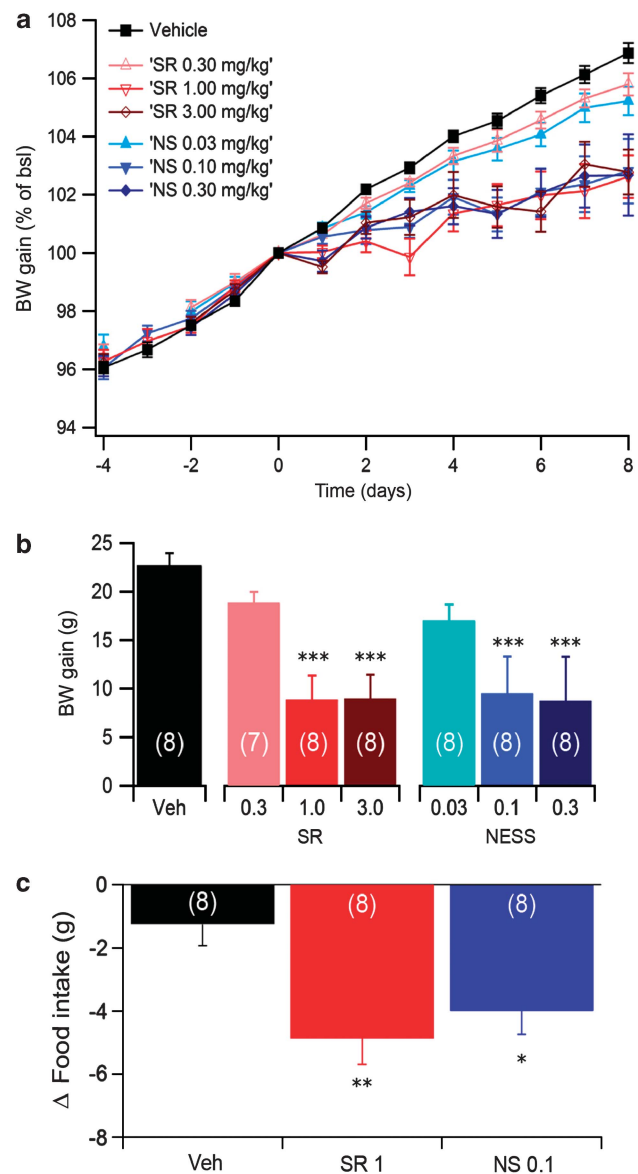 a
108
106
104
102
100
98
96
94
BW gain (% of bsl)
Vehicle
'SR 0.30 mg/kg'
'SR 1.00 mg/kg'
'SR 3.00 mg/kg'
'NS 0.03 mg/kg'
'NS 0.10 mg/kg'
'NS 0.30 mg/kg'
-4 -2 0 2 4 6 8
Time (days)
b
25
20
15
10
5
0
BW gain (g)
*** *** *** ***
(8) (7) (8) (8) (8) (8) (8)
Veh 0.3 1.0 3.0 0.03 0.1 0.3
SR NESS
c
0
-2
-4
-6
-8
Δ Food intake (g)
(8) (8) (8)
** *
Veh SR 1 NS 0.1